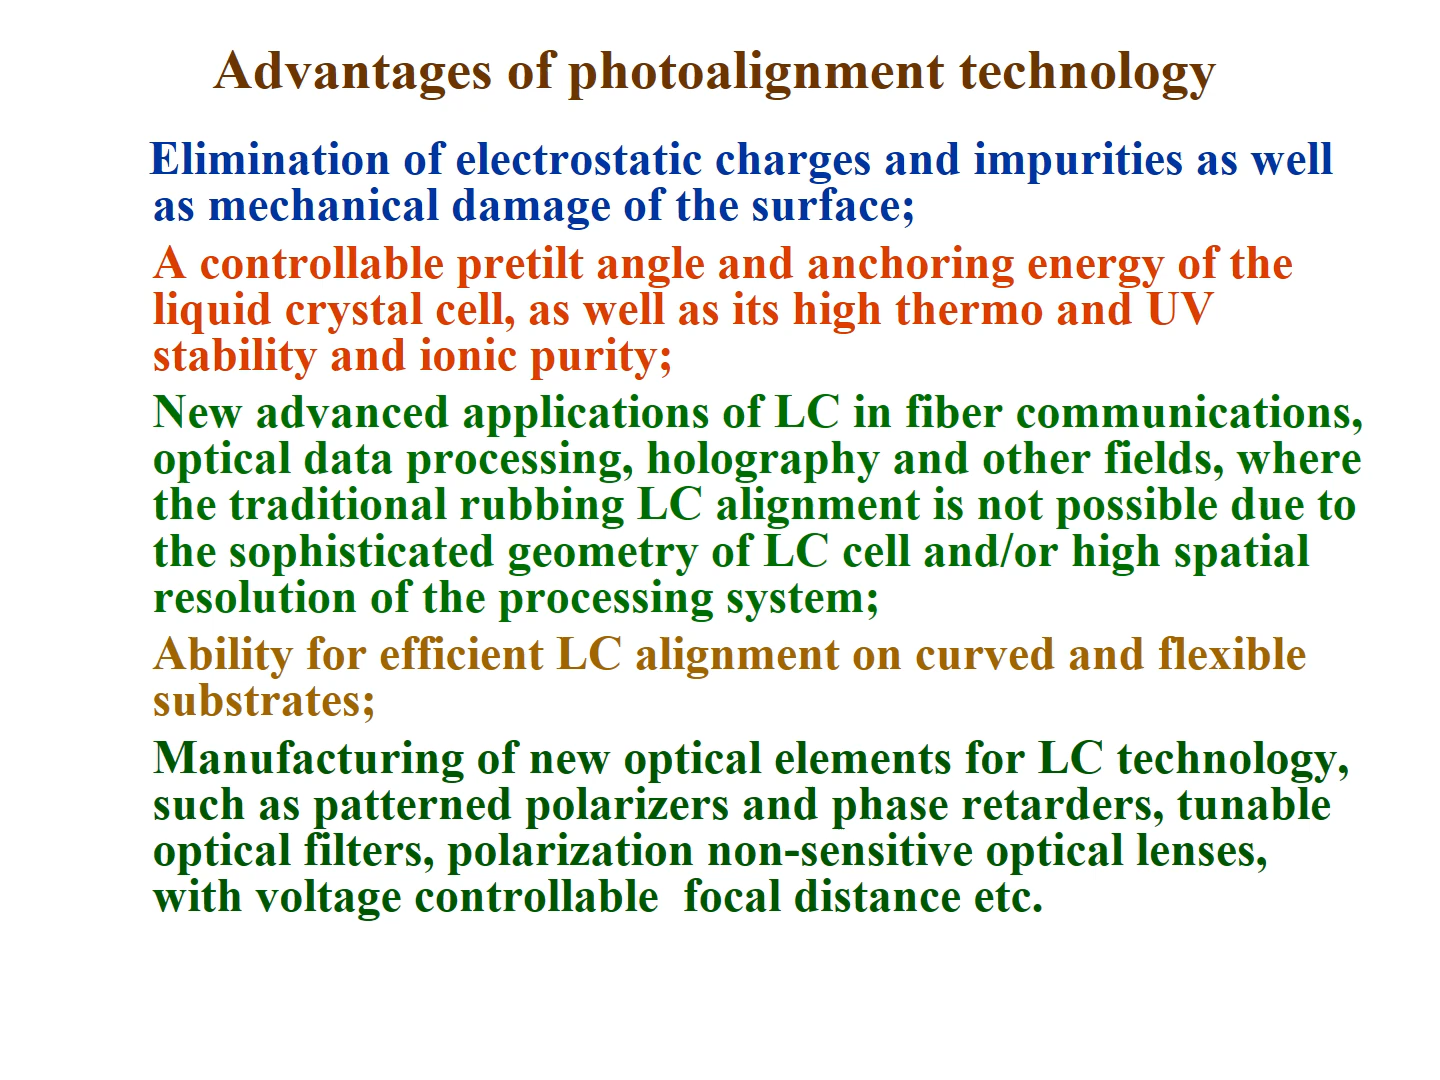 Advantages of photoalignment technology
Elimination of electrostatic charges and impurities as well
as mechanical damage of the surface;
A controllable pretilt angle and anchoring energy of the
liquid crystal cell, as well as its high thermo and UV
stability and ionic purity;
New advanced applications of LC in fiber communications,
optical data processing, holography and other fields, where
the traditional rubbing LC alignment is not possible due to
the sophisticated geometry of LC cell and/or high spatial
resolution of the processing system;
Ability for efficient LC alignment on curved and flexible
substrates;
Manufacturing of new optical elements for LC technology,
such as patterned polarizers and phase retarders, tunable
optical filters, polarization non-sensitive optical lenses,
with voltage controllable  focal distance etc.